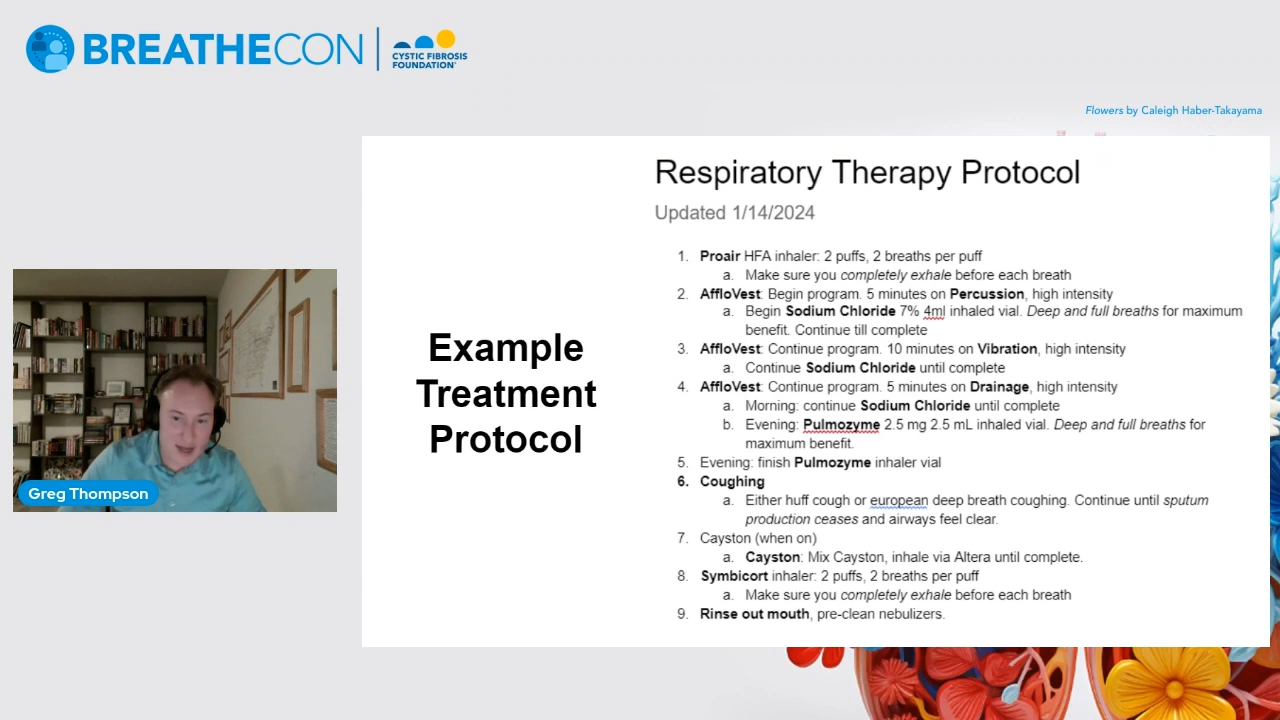 BREATHECON
CYSTIC FIBROSIS
FOUNDATION
Flowers by Caleigh Haber-Takayama
Respiratory Therapy Protocol
Updated 1/14/2024
1. Proair HFA inhaler: 2 puffs, 2 breaths per puff
a. Make sure you completely exhale before each breath
2. AffloVest: Begin program. 5 minutes on Percussion, high intensity
a. Begin Sodium Chloride 7% 4ml inhaled vial. Deep and full breaths for maximum
benefit. Continue till complete
3. AffloVest: Continue program. 10 minutes on Vibration, high intensity
a. Continue Sodium Chloride until complete
4. AffloVest: Continue program. 5 minutes on Drainage, high intensity
a. Morning: continue Sodium Chloride until complete
b. Evening: Pulmozyme 2.5 mg 2.5 mL inhaled vial. Deep and full breaths for
maximum benefit.
5. Evening: finish Pulmozyme inhaler vial
6. Coughing
a. Either huff cough or european deep breath coughing. Continue until sputum
production ceases and airways feel clear.
7. Cayston (when on)
a. Cayston: Mix Cayston, inhale via Altera until complete.
8. Symbicort inhaler: 2 puffs, 2 breaths per puff
a. Make sure you completely exhale before each breath
9. Rinse out mouth, pre-clean nebulizers.
Example
Treatment
Protocol
Greg Thompson